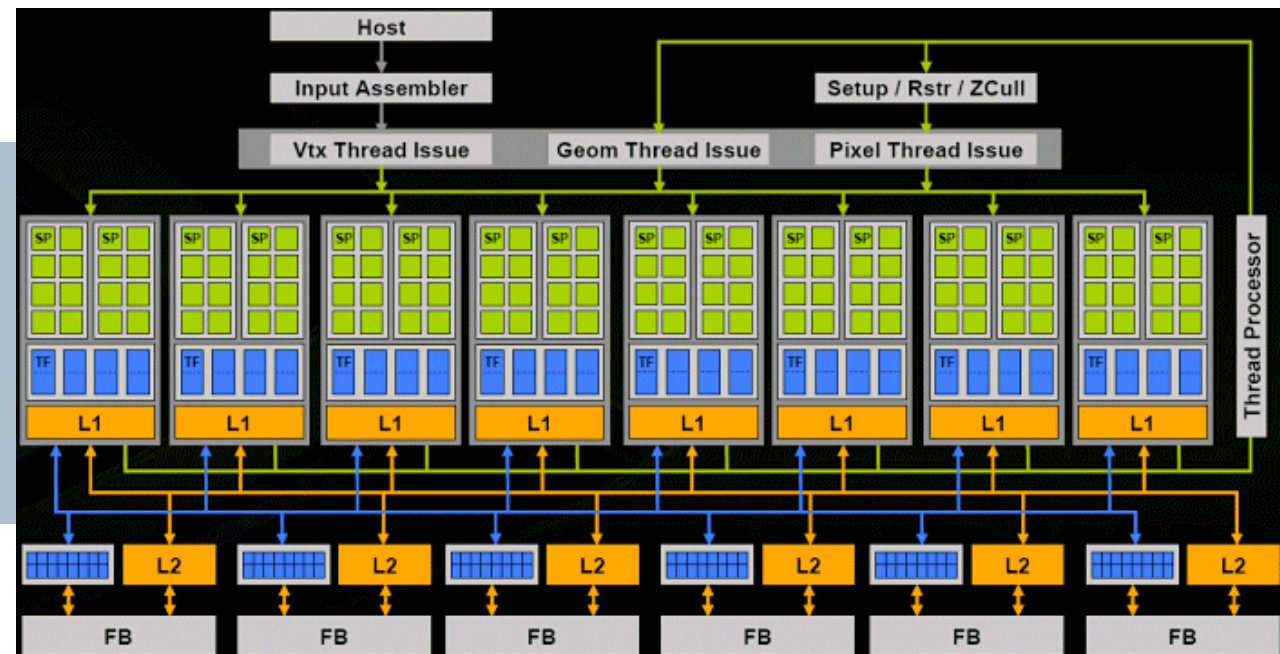 Host
Input Assembler
Setup / Rstr / ZCull
Vtx Thread Issue
Geom Thread Issue
Pixel Thread Issue
SP SP SP SP SP SP SP SP SP SP SP SP SP SP SP SP
TF TF TF TF TF TF TF TF
L1 L1 L1 L1 L1 L1 L1 L1
Thread Processor
L2 L2 L2 L2 L2 L2
FB FB FB FB FB FB